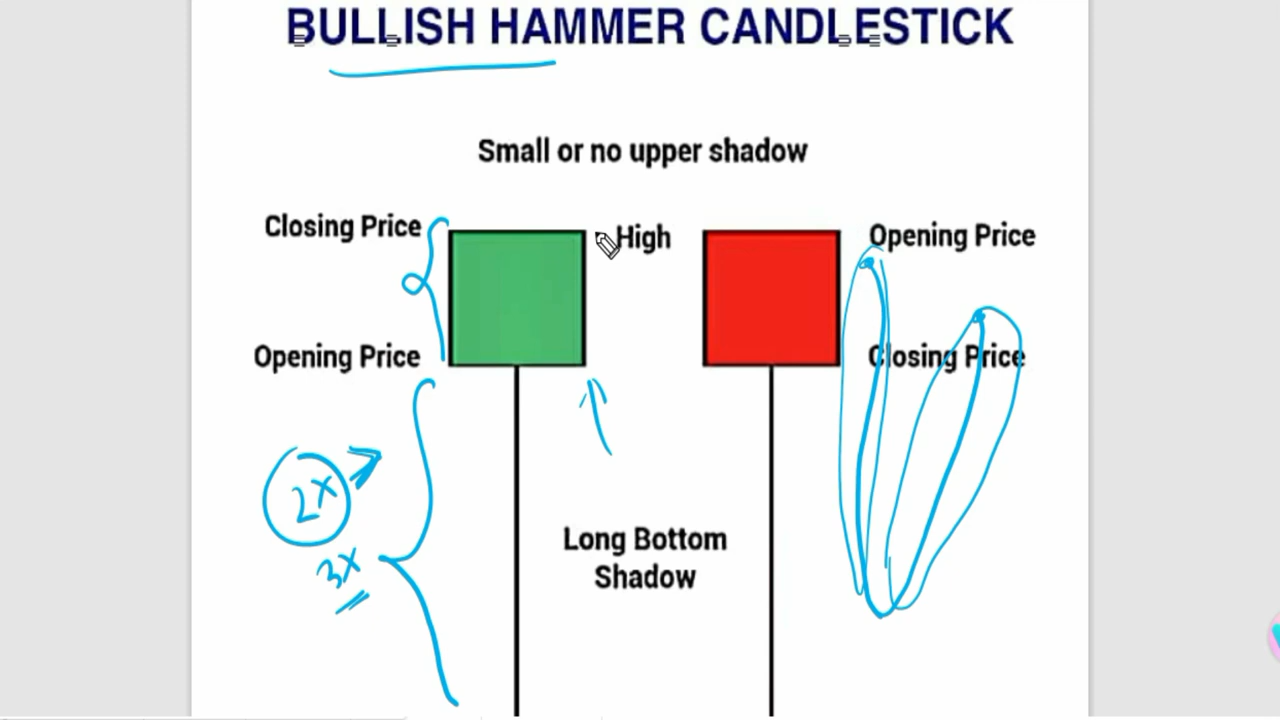 BULLISH HAMMER CANDLESTICK
Small or no upper shadow
Closing Price
High
Opening Price
Opening Price
Closing Price
2x
3x
Long Bottom
Shadow